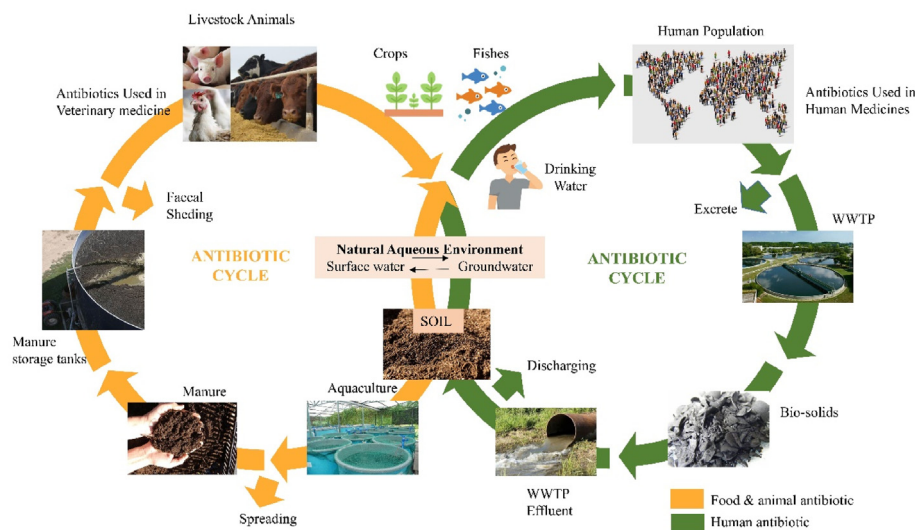 Livestock Animals
Crops
Fishes
Human Population
Antibiotics Used in
Veterinary medicine
Antibiotics Used in
Human Medicines
Drinking
Water
Faecal
Sheding
Excrete
WWTP
ANTIBIOTIC
CYCLE
Natural Aqueous Environment
Surface water
Groundwater
ANTIBIOTIC
CYCLE
SOIL
Manure
storage tanks
Manure
Aquaculture
Discharging
Bio-solids
WWTP
Effluent
Spreading
Food & animal antibiotic
Human antibiotic